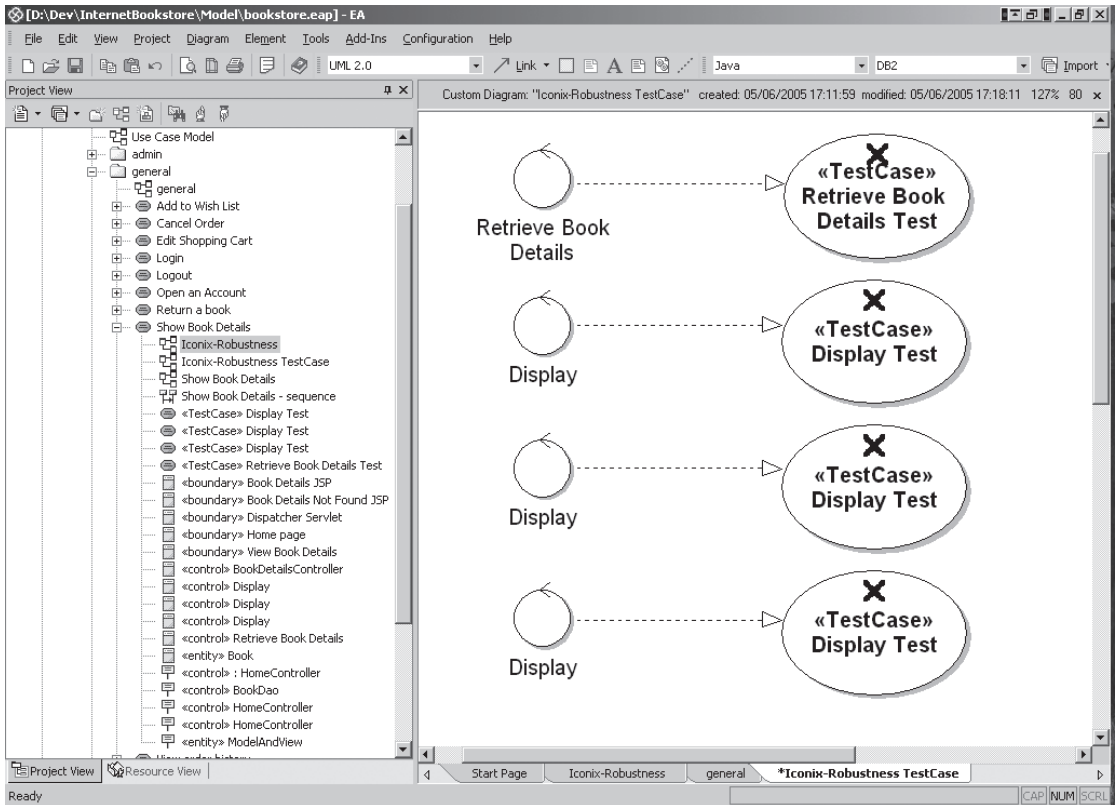 [D:\Dev\InternetBookstore\Model\bookstore.eap] - EA
File Edit View Project Diagram Element Tools Add-Ins Configuration Help
UML 2.0 Link A Java DB2 Import
Project View
Custom Diagram: "Iconix-Robustness TestCase" created: 05/06/2005 17:11:59 modified: 05/06/2005 17:18:11 127% 80
Use Case Model
admin
general
general
Add to Wish List
Cancel Order
Edit Shopping Cart
Login
Logout
Open an Account
Return a book
Show Book Details
Iconix-Robustness
Iconix-Robustness TestCase
Show Book Details
Show Book Details - sequence
«TestCase» Display Test
«TestCase» Display Test
«TestCase» Display Test
«TestCase» Retrieve Book Details Test
«boundary» Book Details JSP
«boundary» Book Details Not Found JSP
«boundary» Dispatcher Servlet
«boundary» Home page
«boundary» View Book Details
«control» BookDetailsController
«control» Display
«control» Display
«control» Display
«control» Retrieve Book Details
«entity» Book
«control» : HomeController
«control» BookDao
«control» HomeController
«control» HomeController
«entity» ModelAndView
View order history
Project View Resource View
Retrieve Book
Details
«TestCase»
Retrieve Book
Details Test
Display
«TestCase»
Display Test
Display
«TestCase»
Display Test
Display
«TestCase»
Display Test
Start Page Iconix-Robustness general *Iconix-Robustness TestCase
Ready CAP NUM SCRL